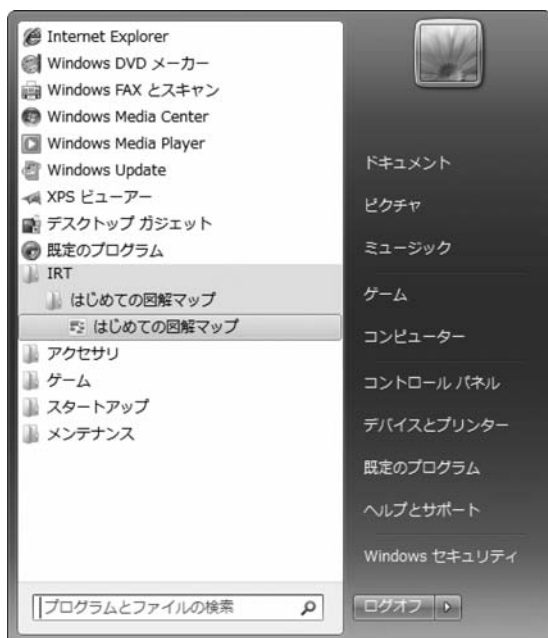 Internet Explorer
Windows DVD メーカー
Windows FAX とスキャン
Windows Media Center
Windows Media Player
Windows Update
XPS ビューアー
デスクトップ ガジェット
既定のプログラム
IRT
はじめての図解マップ
はじめての図解マップ
アクセサリ
ゲーム
スタートアップ
メンテナンス
プログラムとファイルの検索
ドキュメント
ピクチャ
ミュージック
ゲーム
コンピューター
コントロール パネル
デバイスとプリンター
既定のプログラム
ヘルプとサポート
Windows セキュリティ
ログオフ